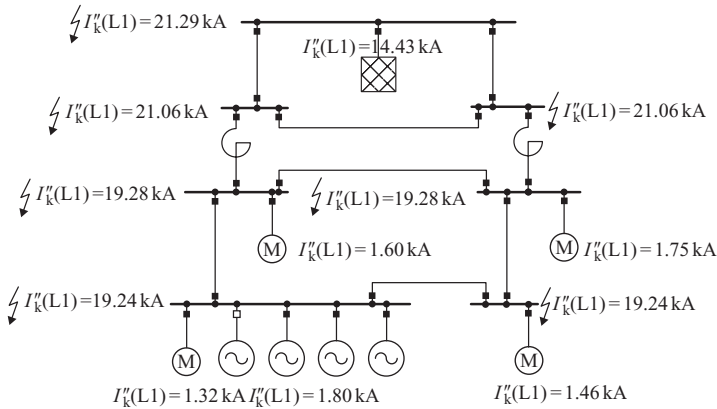 I″k(L1) = 21.29 kA
I″k(L1) = 14.43 kA
I″k(L1) = 21.06 kA
I″k(L1) = 21.06 kA
I″k(L1) = 19.28 kA
I″k(L1) = 19.28 kA
M
I″k(L1) = 1.60 kA
M
I″k(L1) = 1.75 kA
I″k(L1) = 19.24 kA
I″k(L1) = 19.24 kA
M
M
I″k(L1) = 1.32 kA I″k(L1) = 1.80 kA
I″k(L1) = 1.46 kA